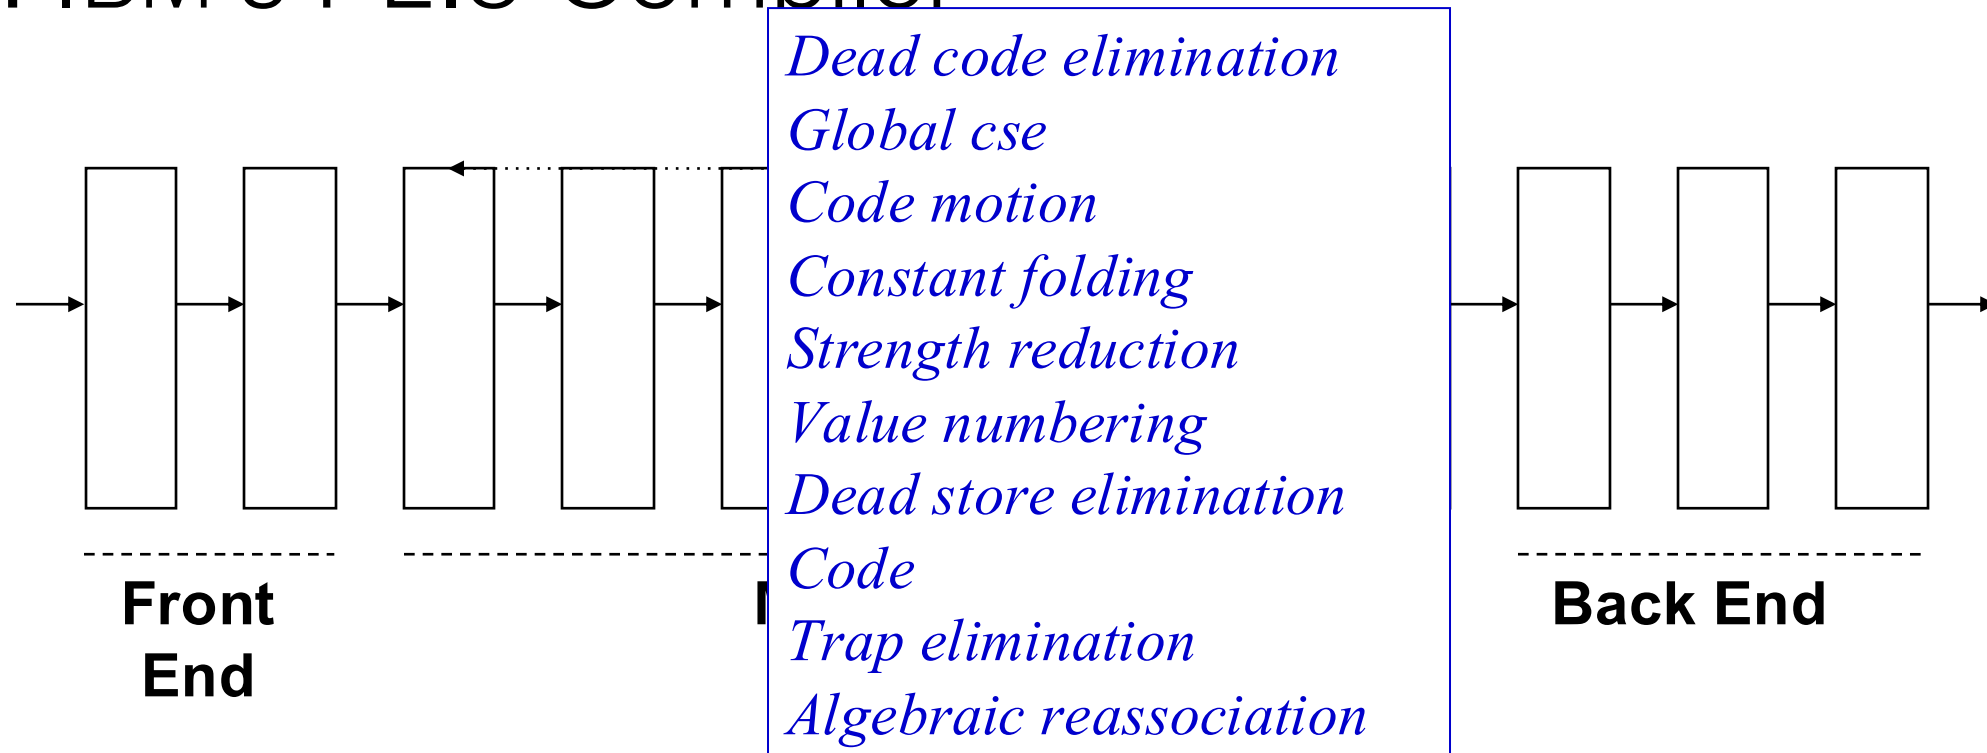 Dead code elimination
Global cse
Code motion
Constant folding
Strength reduction
Value numbering
Dead store elimination
Code
Trap elimination
Algebraic reassociation
Front
End
Back End